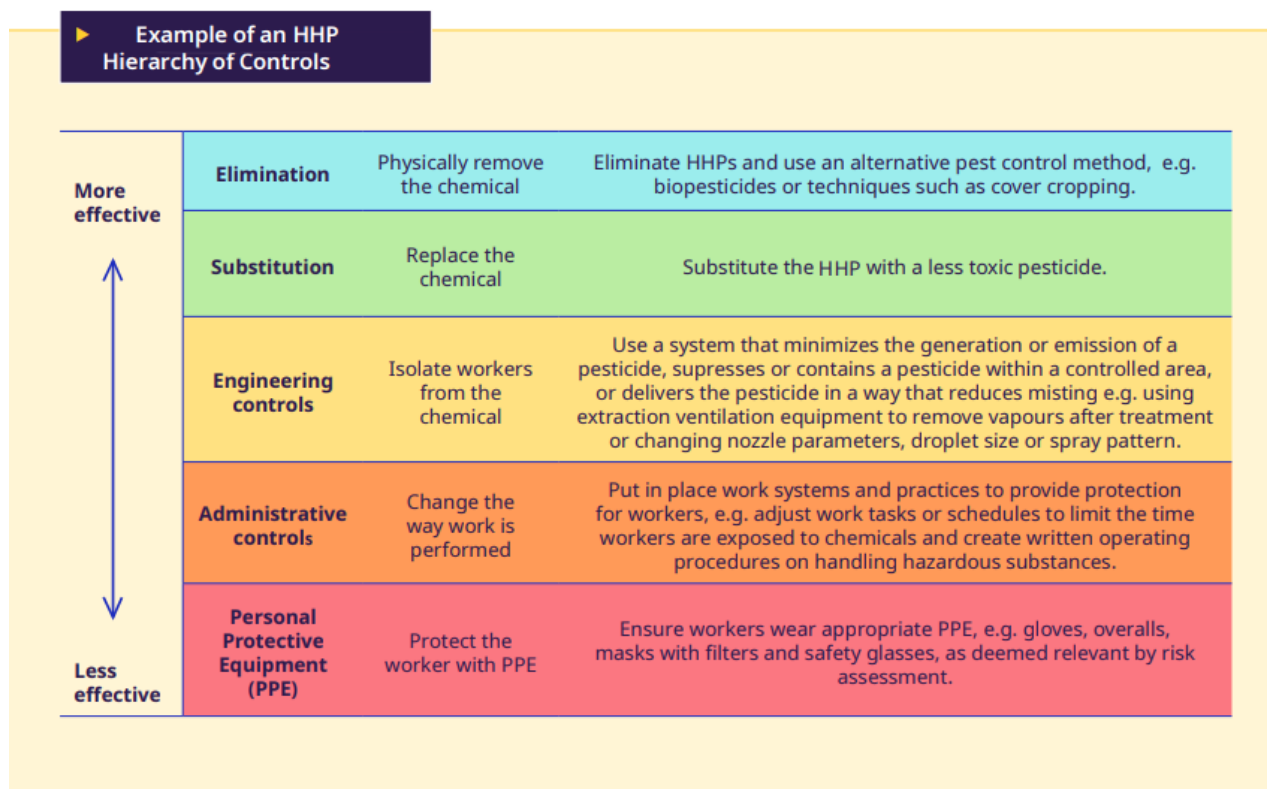 Example of an HHP
Hierarchy of Controls
More
effective
Elimination
Physically remove
the chemical
Eliminate HHPs and use an alternative pest control method, e.g.
biopesticides or techniques such as cover cropping.
Substitution
Replace the
chemical
Substitute the HHP with a less toxic pesticide.
Engineering
controls
Isolate workers
from the
chemical
Use a system that minimizes the generation or emission of a
pesticide, supresses or contains a pesticide within a controlled area,
or delivers the pesticide in a way that reduces misting e.g. using
extraction ventilation equipment to remove vapours after treatment
or changing nozzle parameters, droplet size or spray pattern.
Administrative
controls
Change the
way work is
performed
Put in place work systems and practices to provide protection
for workers, e.g. adjust work tasks or schedules to limit the time
workers are exposed to chemicals and create written operating
procedures on handling hazardous substances.
Less
effective
Personal
Protective
Equipment
(PPE)
Protect the
worker with PPE
Ensure workers wear appropriate PPE, e.g. gloves, overalls,
masks with filters and safety glasses, as deemed relevant by risk
assessment.